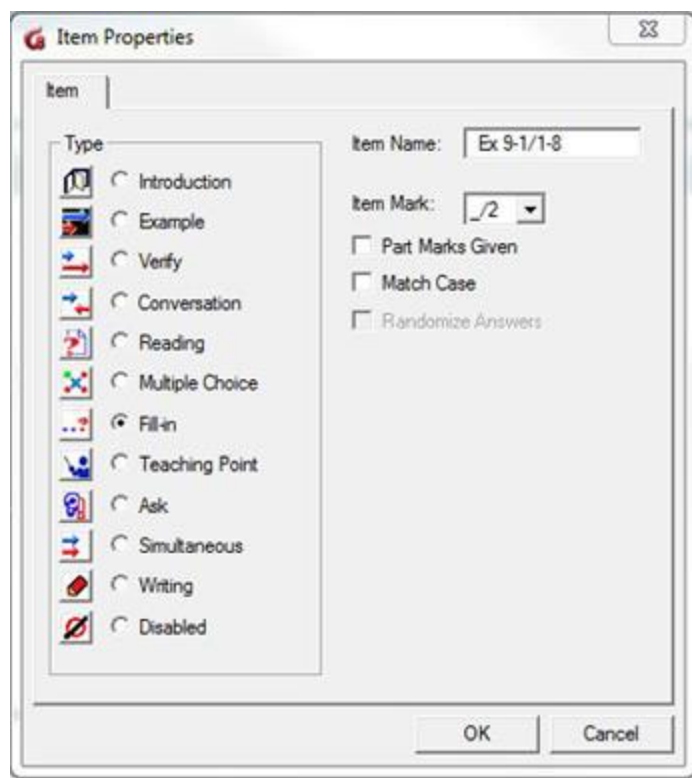 Item Properties
Item
Type
Introduction
Example
Verify
Conversation
Reading
Multiple Choice
Fill-in
Teaching Point
Ask
Simultaneous
Writing
Disabled
Item Name: Ex 9-1/1-8
Item Mark: _/2
Part Marks Given
Match Case
Randomize Answers
OK Cancel